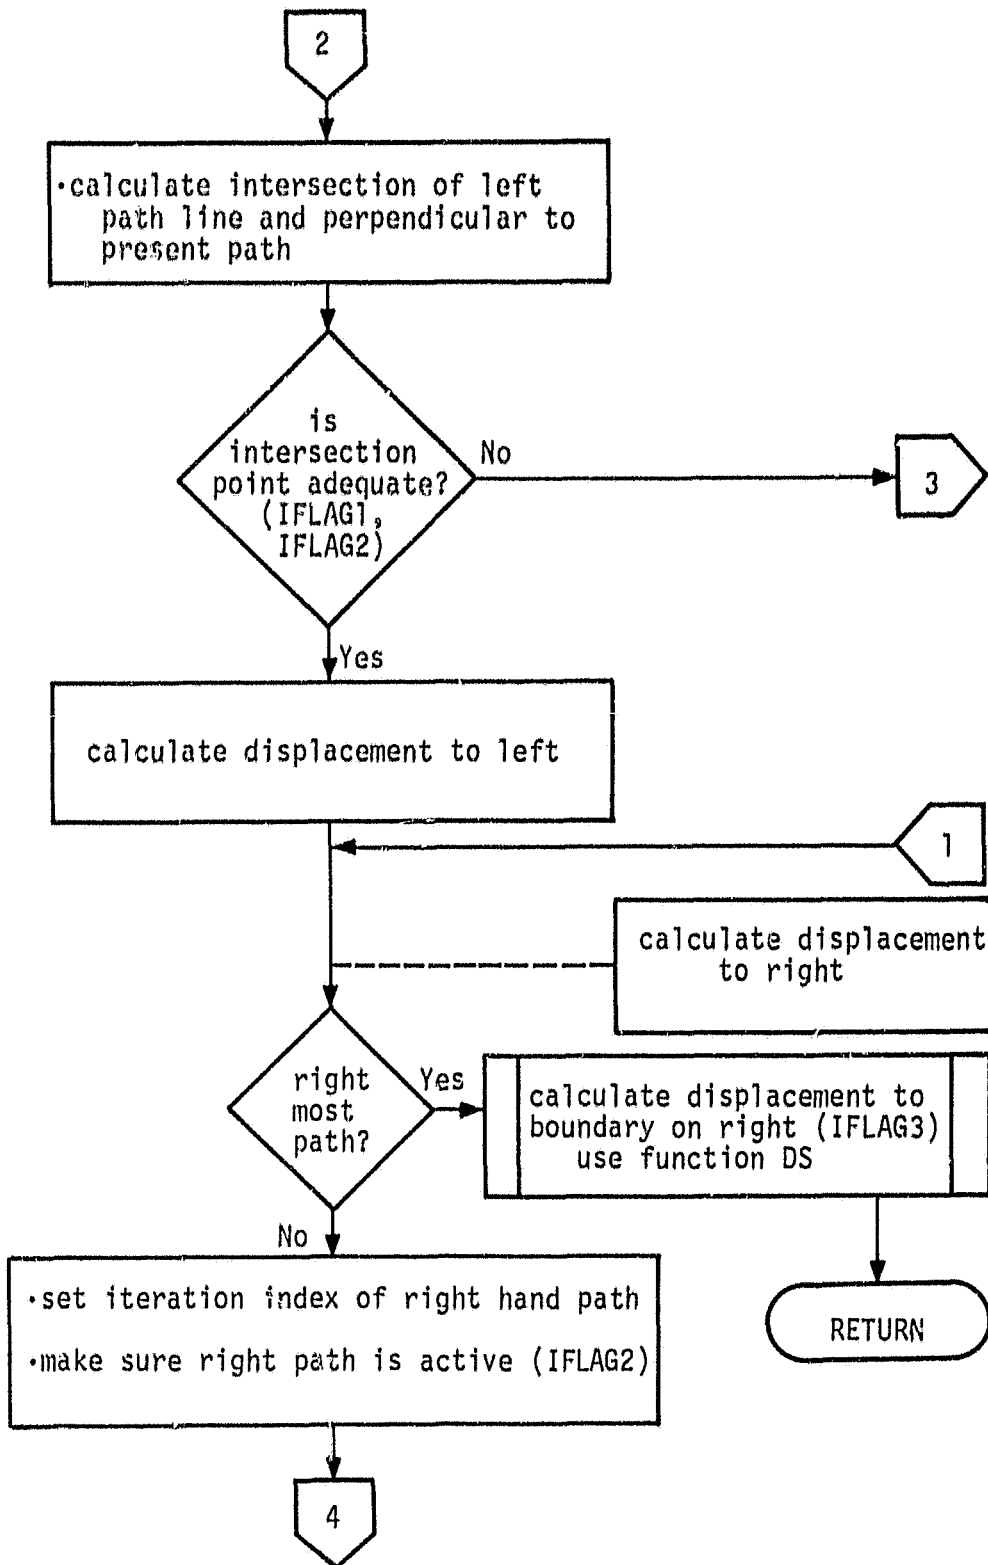 2
·calculate intersection of left
path line and perpendicular to
present path
is
intersection
point adequate?
(IFLAG1,
IFLAG2)
No
3
Yes
calculate displacement to left
1
calculate displacement
to right
right
most
path?
Yes
calculate displacement to
boundary on right (IFLAG3)
use function DS
No
·set iteration index of right hand path
·make sure right path is active (IFLAG2)
RETURN
4